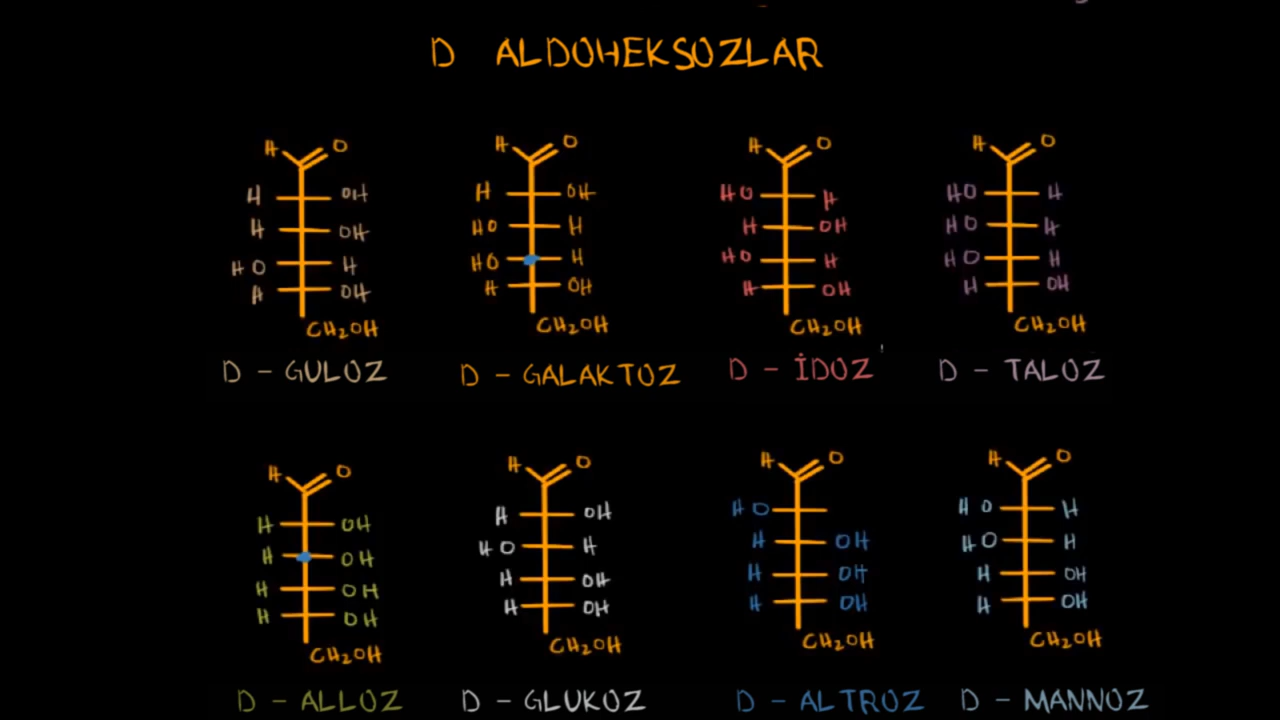 D ALDOHEKSOZLAR
H O H O H O H O
H OH H OH HO H HO H
H OH HO H H OH HO H
HO H HO H HO H HO H
H OH H OH H OH H OH
CH₂OH CH₂OH CH₂OH CH₂OH
D - GULOZ D - GALAKTOZ D - İDOZ D - TALOZ
H O H O H O H O
H OH H OH HO HO H
H OH HO H H OH HO H
H OH H OH H OH H OH
H OH H OH H OH H OH
CH₂OH CH₂OH CH₂OH CH₂OH
D - ALLOZ D - GLUKOZ D - ALTROZ D - MANNOZ